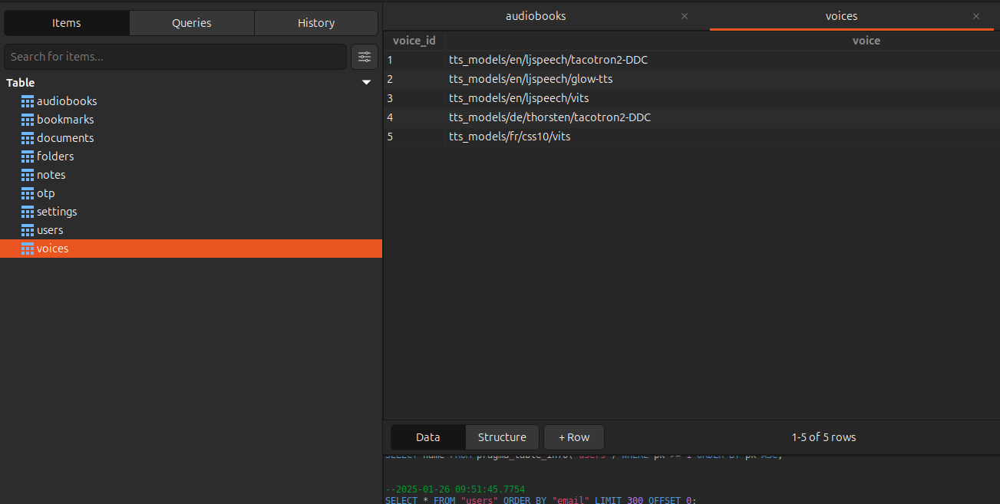 Items Queries History
audiobooks × voices ×
Search for items...
voice_id voice
Table
1 tts_models/en/ljspeech/tacotron2-DDC
2 tts_models/en/ljspeech/glow-tts
3 tts_models/en/ljspeech/vits
4 tts_models/de/thorsten/tacotron2-DDC
5 tts_models/fr/css10/vits
audiobooks
bookmarks
documents
folders
notes
otp
settings
users
voices
Data Structure + Row 1-5 of 5 rows
SELECT name FROM pragma_table_info('users') WHERE pk >= 1 ORDER BY pk ASC;
--2025-01-26 09:51:45.7754
SELECT * FROM "users" ORDER BY "email" LIMIT 300 OFFSET 0;